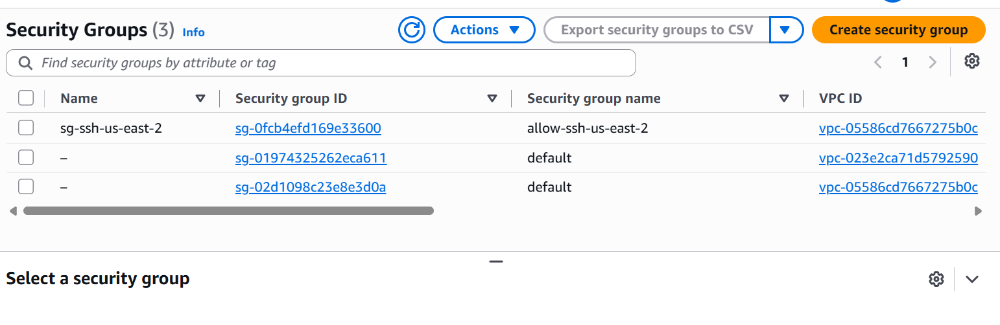 Security Groups (3) Info Actions Export security groups to CSV Create security group
Find security groups by attribute or tag 1
Name Security group ID Security group name VPC ID
sg-ssh-us-east-2 sg-0fcb4efd169e33600 allow-ssh-us-east-2 vpc-05586cd7667275b0c
– sg-01974325262eca611 default vpc-023e2ca71d5792590
– sg-02d1098c23e8e3d0a default vpc-05586cd7667275b0c
Select a security group